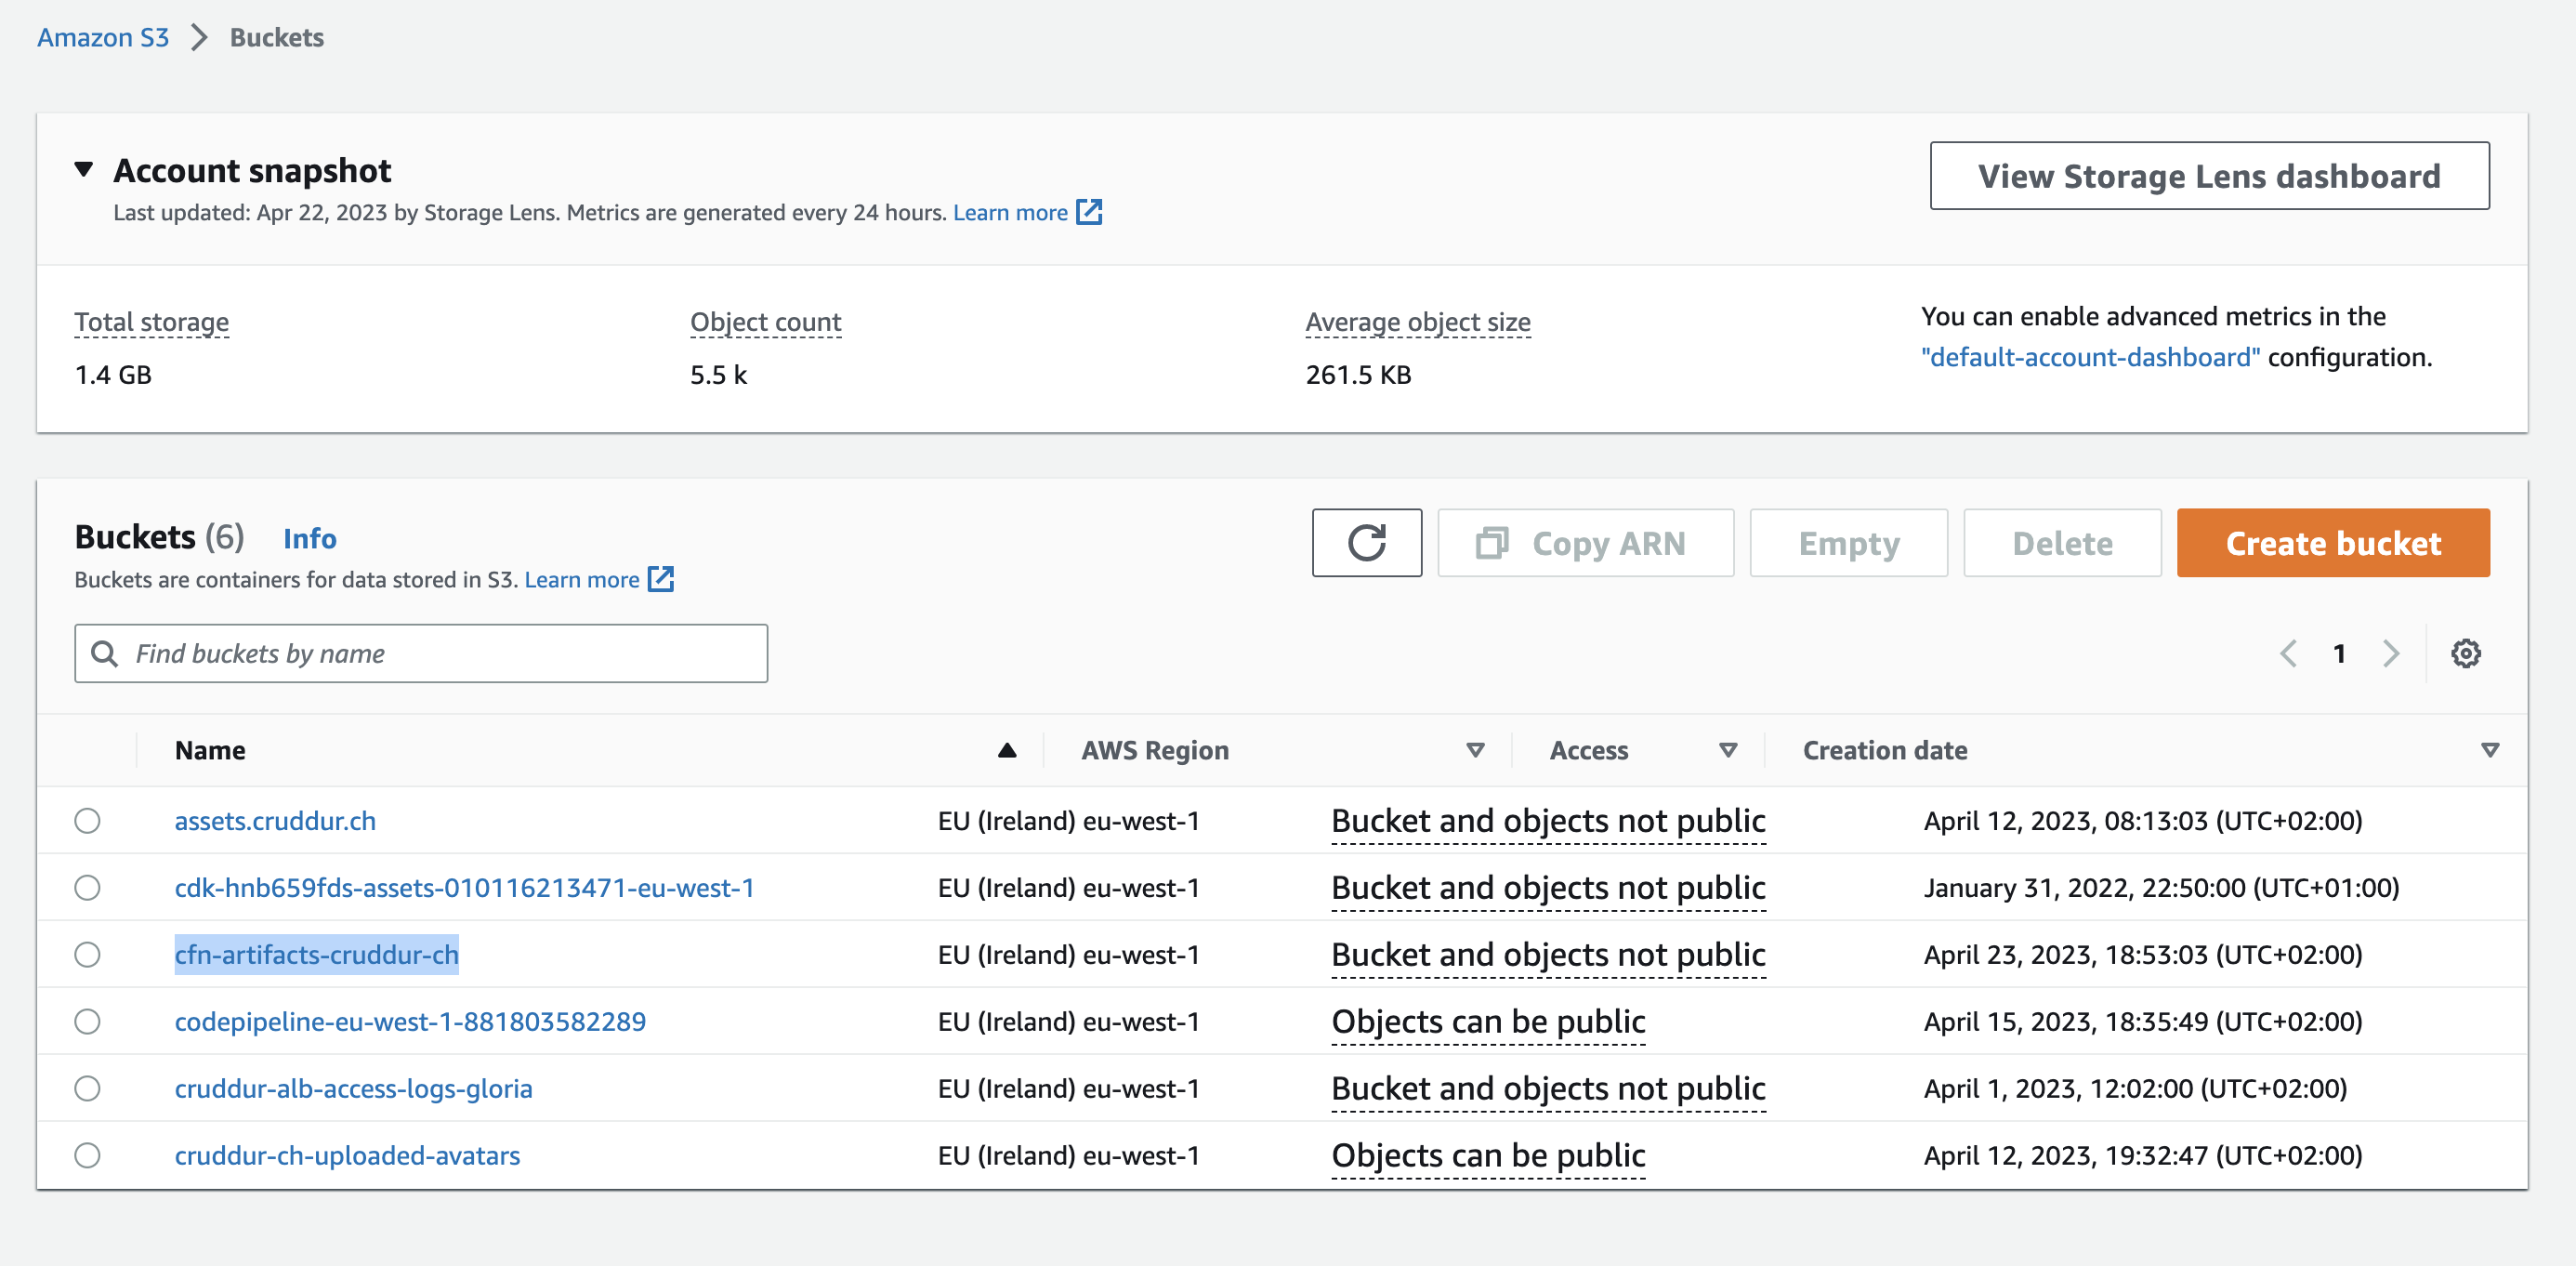 Amazon S3 > Buckets
Account snapshot
View Storage Lens dashboard
Last updated: Apr 22, 2023 by Storage Lens. Metrics are generated every 24 hours. Learn more
Total storage
1.4 GB
Object count
5.5 k
Average object size
261.5 KB
You can enable advanced metrics in the
"default-account-dashboard" configuration.
Buckets (6) Info
Buckets are containers for data stored in S3. Learn more
Copy ARN
Empty
Delete
Create bucket
Find buckets by name
1
Name AWS Region Access Creation date
assets.cruddur.ch EU (Ireland) eu-west-1 Bucket and objects not public April 12, 2023, 08:13:03 (UTC+02:00)
cdk-hnb659fds-assets-010116213471-eu-west-1 EU (Ireland) eu-west-1 Bucket and objects not public January 31, 2022, 22:50:00 (UTC+01:00)
cfn-artifacts-cruddur-ch EU (Ireland) eu-west-1 Bucket and objects not public April 23, 2023, 18:53:03 (UTC+02:00)
codepipeline-eu-west-1-881803582289 EU (Ireland) eu-west-1 Objects can be public April 15, 2023, 18:35:49 (UTC+02:00)
cruddur-alb-access-logs-gloria EU (Ireland) eu-west-1 Bucket and objects not public April 1, 2023, 12:02:00 (UTC+02:00)
cruddur-ch-uploaded-avatars EU (Ireland) eu-west-1 Objects can be public April 12, 2023, 19:32:47 (UTC+02:00)